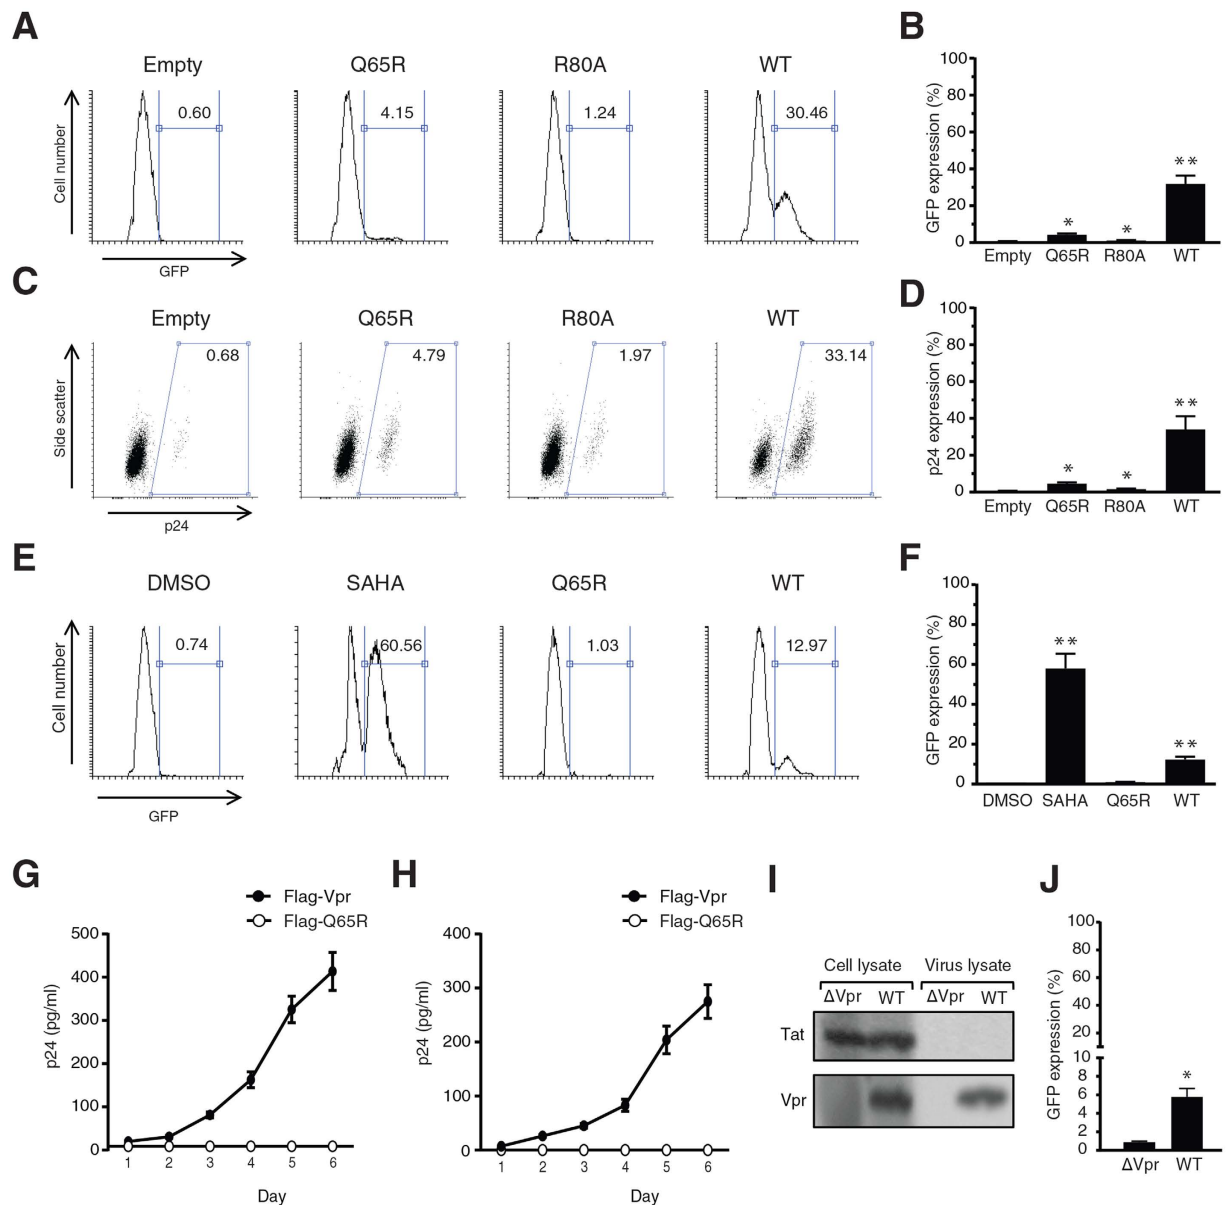 A
Empty
Q65R
R80A
WT
0.60
4.15
1.24
30.46
Cell number
GFP
B
GFP expression (%)
100
80
60
40
20
0
*
*
**
Empty
Q65R
R80A
WT
C
Empty
Q65R
R80A
WT
0.68
4.79
1.97
33.14
Side scatter
p24
D
p24 expression (%)
100
80
60
40
20
0
*
*
**
Empty
Q65R
R80A
WT
E
DMSO
SAHA
Q65R
WT
0.74
60.56
1.03
12.97
Cell number
GFP
F
GFP expression (%)
100
80
60
40
20
0
**
**
DMSO
SAHA
Q65R
WT
G
Flag-Vpr
Flag-Q65R
p24 (pg/ml)
500
400
300
200
100
0
1 2 3 4 5 6
Day
H
Flag-Vpr
Flag-Q65R
p24 (pg/ml)
400
300
200
100
0
1 2 3 4 5 6
Day
I
Cell lysate
Virus lysate
ΔVpr WT ΔVpr WT
Tat
Vpr
J
GFP expression (%)
100
80
60
40
20
10
8
6
4
2
0
*
ΔVpr
WT